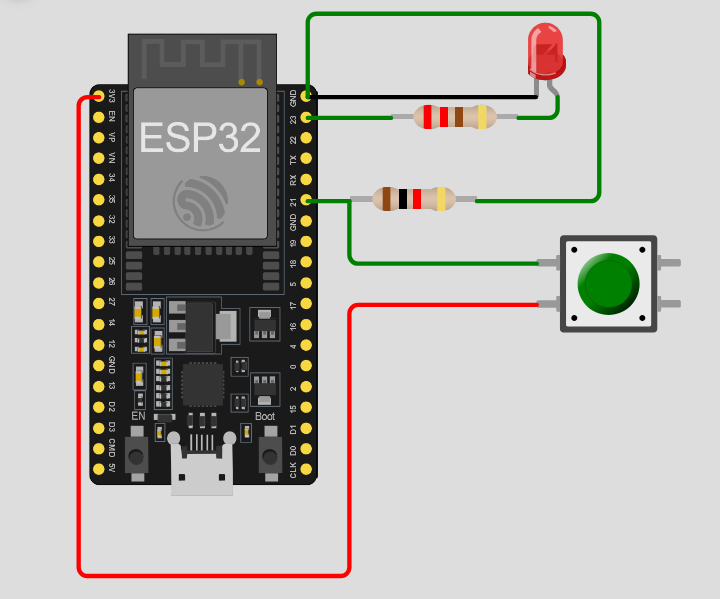 ESP32
3V3
EN
VP
VN
34
35
32
33
25
26
27
14
12
GND
13
D2
D3
CMD
5V
GND
23
22
TX
RX
21
GND
19
18
5
17
16
4
0
2
15
D1
D0
CLK
EN
Boot